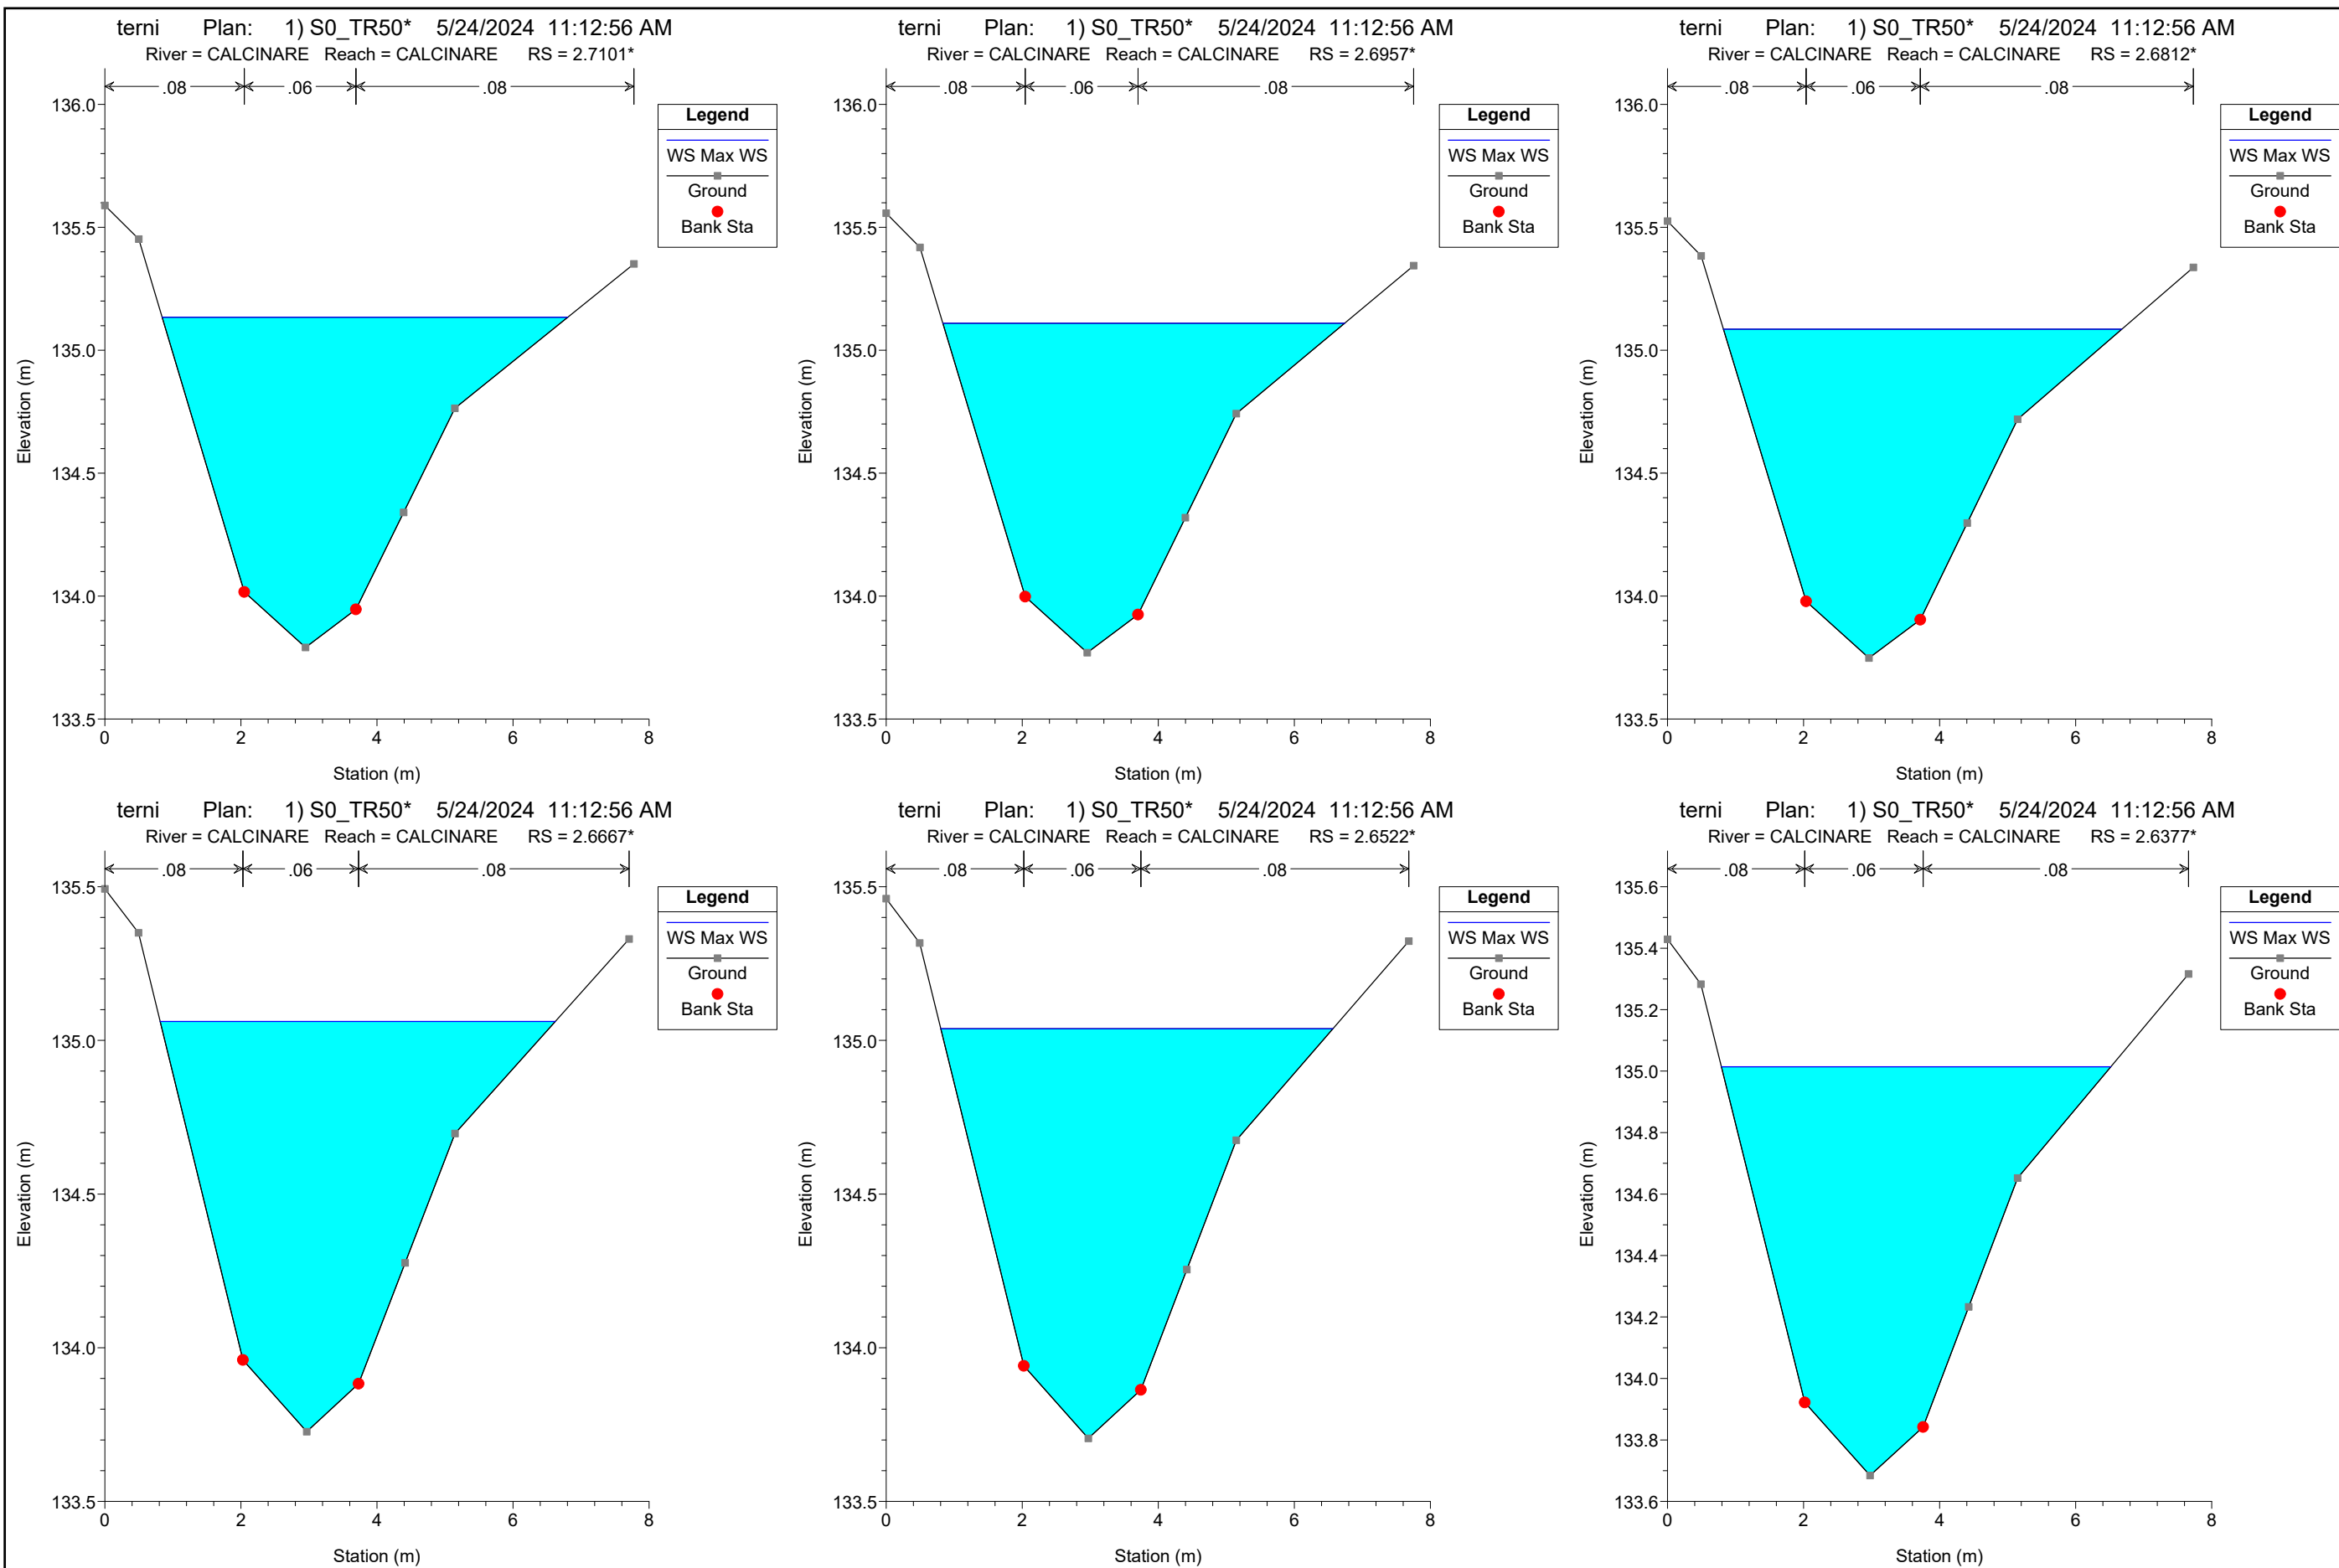 terni Plan: 1) S0_TR50* 5/24/2024 11:12:56 AM
River = CALCINARE Reach = CALCINARE RS = 2.7101*
.08 .06 .08
136.0
135.5
135.0
134.5
134.0
133.5
0 2 4 6 8
Station (m)
Elevation (m)
Legend
WS Max WS
Ground
Bank Sta
terni Plan: 1) S0_TR50* 5/24/2024 11:12:56 AM
River = CALCINARE Reach = CALCINARE RS = 2.6957*
.08 .06 .08
136.0
135.5
135.0
134.5
134.0
133.5
0 2 4 6 8
Station (m)
Elevation (m)
Legend
WS Max WS
Ground
Bank Sta
terni Plan: 1) S0_TR50* 5/24/2024 11:12:56 AM
River = CALCINARE Reach = CALCINARE RS = 2.6812*
.08 .06 .08
136.0
135.5
135.0
134.5
134.0
133.5
0 2 4 6 8
Station (m)
Elevation (m)
Legend
WS Max WS
Ground
Bank Sta
terni Plan: 1) S0_TR50* 5/24/2024 11:12:56 AM
River = CALCINARE Reach = CALCINARE RS = 2.6667*
.08 .06 .08
135.5
135.0
134.5
134.0
133.5
0 2 4 6 8
Station (m)
Elevation (m)
Legend
WS Max WS
Ground
Bank Sta
terni Plan: 1) S0_TR50* 5/24/2024 11:12:56 AM
River = CALCINARE Reach = CALCINARE RS = 2.6522*
.08 .06 .08
135.5
135.0
134.5
134.0
133.5
0 2 4 6 8
Station (m)
Elevation (m)
Legend
WS Max WS
Ground
Bank Sta
terni Plan: 1) S0_TR50* 5/24/2024 11:12:56 AM
River = CALCINARE Reach = CALCINARE RS = 2.6377*
.08 .06 .08
135.6
135.4
135.2
135.0
134.8
134.6
134.4
134.2
134.0
133.8
133.6
0 2 4 6 8
Station (m)
Elevation (m)
Legend
WS Max WS
Ground
Bank Sta